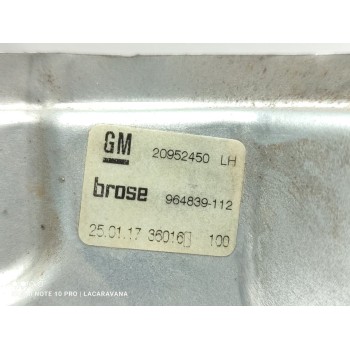 GM 20952450 LH
brose 964839-112
25.01.17 36016 100
NOTE 10 PRO | LACARAVANA